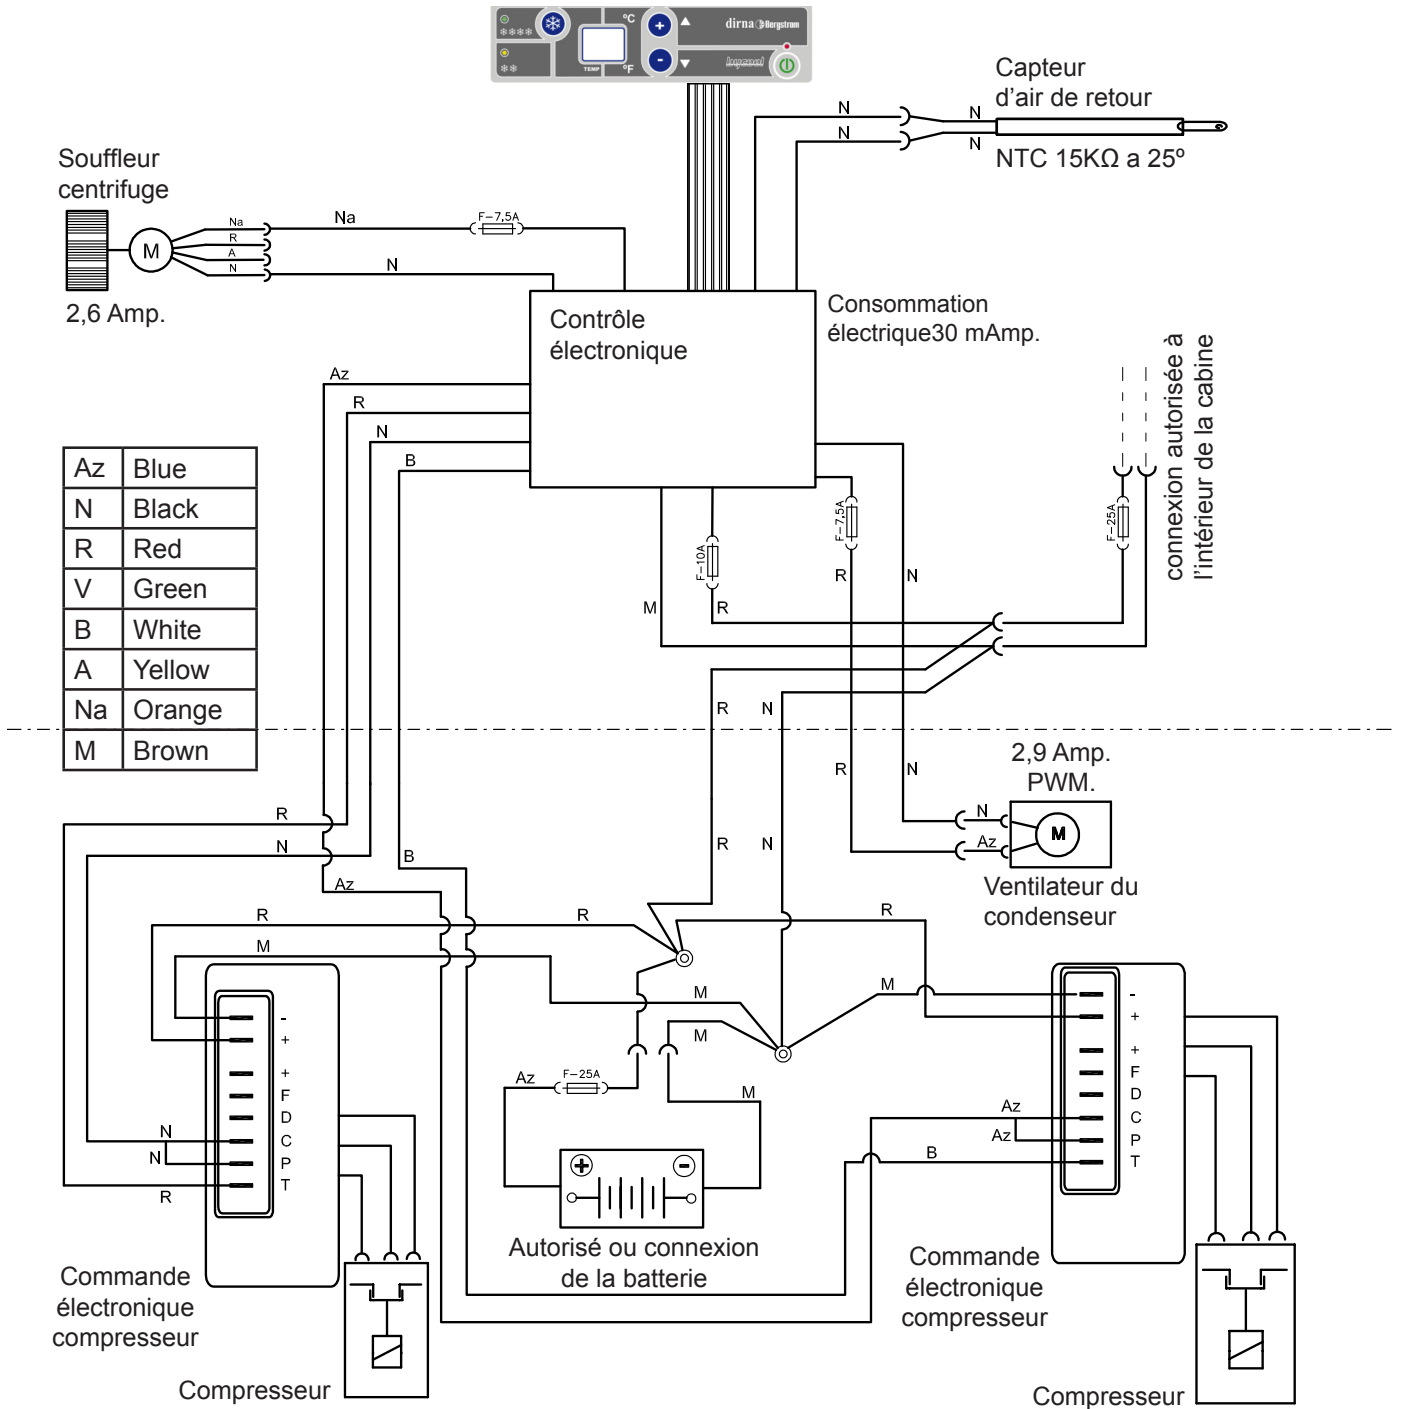 °C
dirna Bergstrom
TEMP
°F
bycool
N
N
N
N
Capteur
d'air de retour
NTC 15KΩ a 25º
Souffleur
centrifuge
M
2,6 Amp.
Na
R
A
N
Na
F-7,5A
N
Contrôle
électronique
Consommation
électrique30 mAmp.
connexion autorisée à
l'intérieur de la cabine
Az
R
N
B
Az Blue
N Black
R Red
V Green
B White
A Yellow
Na Orange
M Brown
F-10A
F-7,5A
F-25A
M
R
R
N
R
N
R
N
2,9 Amp.
PWM.
N
Az
M
Ventilateur du
condenseur
R
N
B
Az
R
N
R
R
R
M
M
M
M
M
Az
F-25A
-
+
+
F
D
C
P
T
N
N
R
-
+
+
F
D
C
P
T
Az
Az
B
+
-
Autorisé ou connexion
de la batterie
Commande
électronique
compresseur
Compresseur
Commande
électronique
compresseur
Compresseur